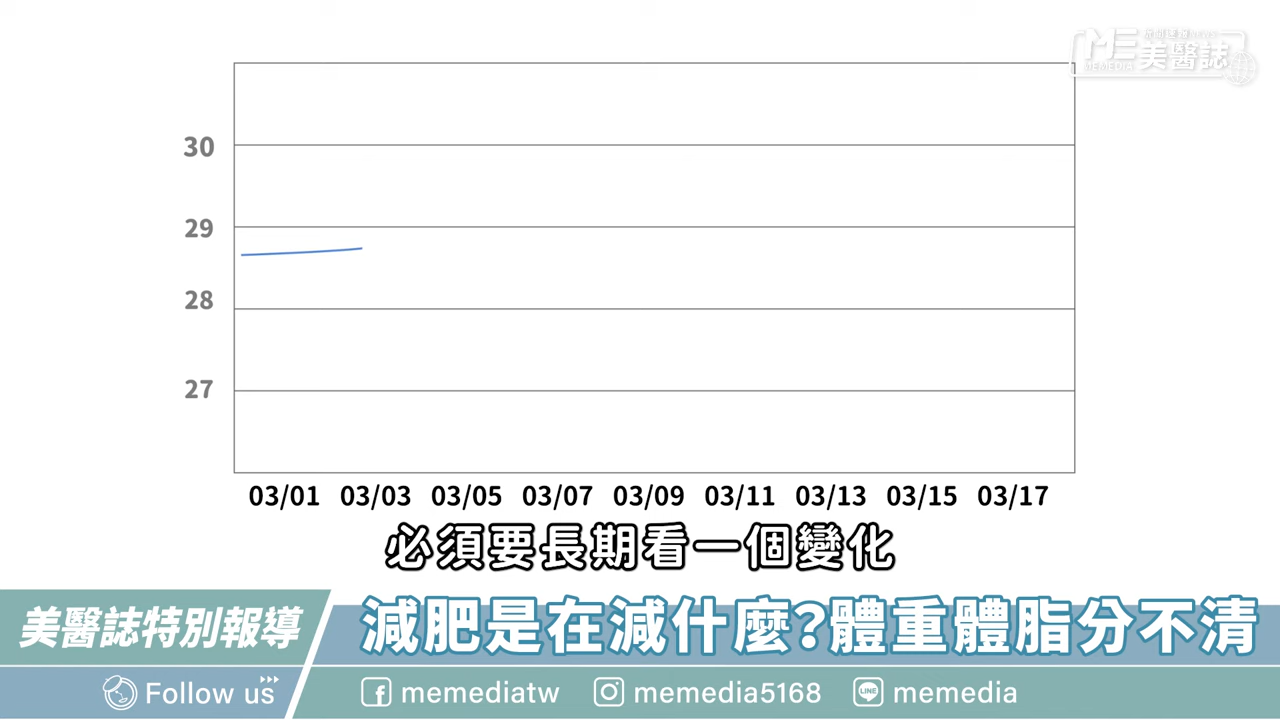 美醫誌
MEMEDIA
30
29
28
27
03/01 03/03 03/05 03/07 03/09 03/11 03/13 03/15 03/17
必須要長期看一個變化
美醫誌特別報導
減肥是在減什麼?體重體脂分不清
Follow us
memediatw memedia5168 LINE memedia